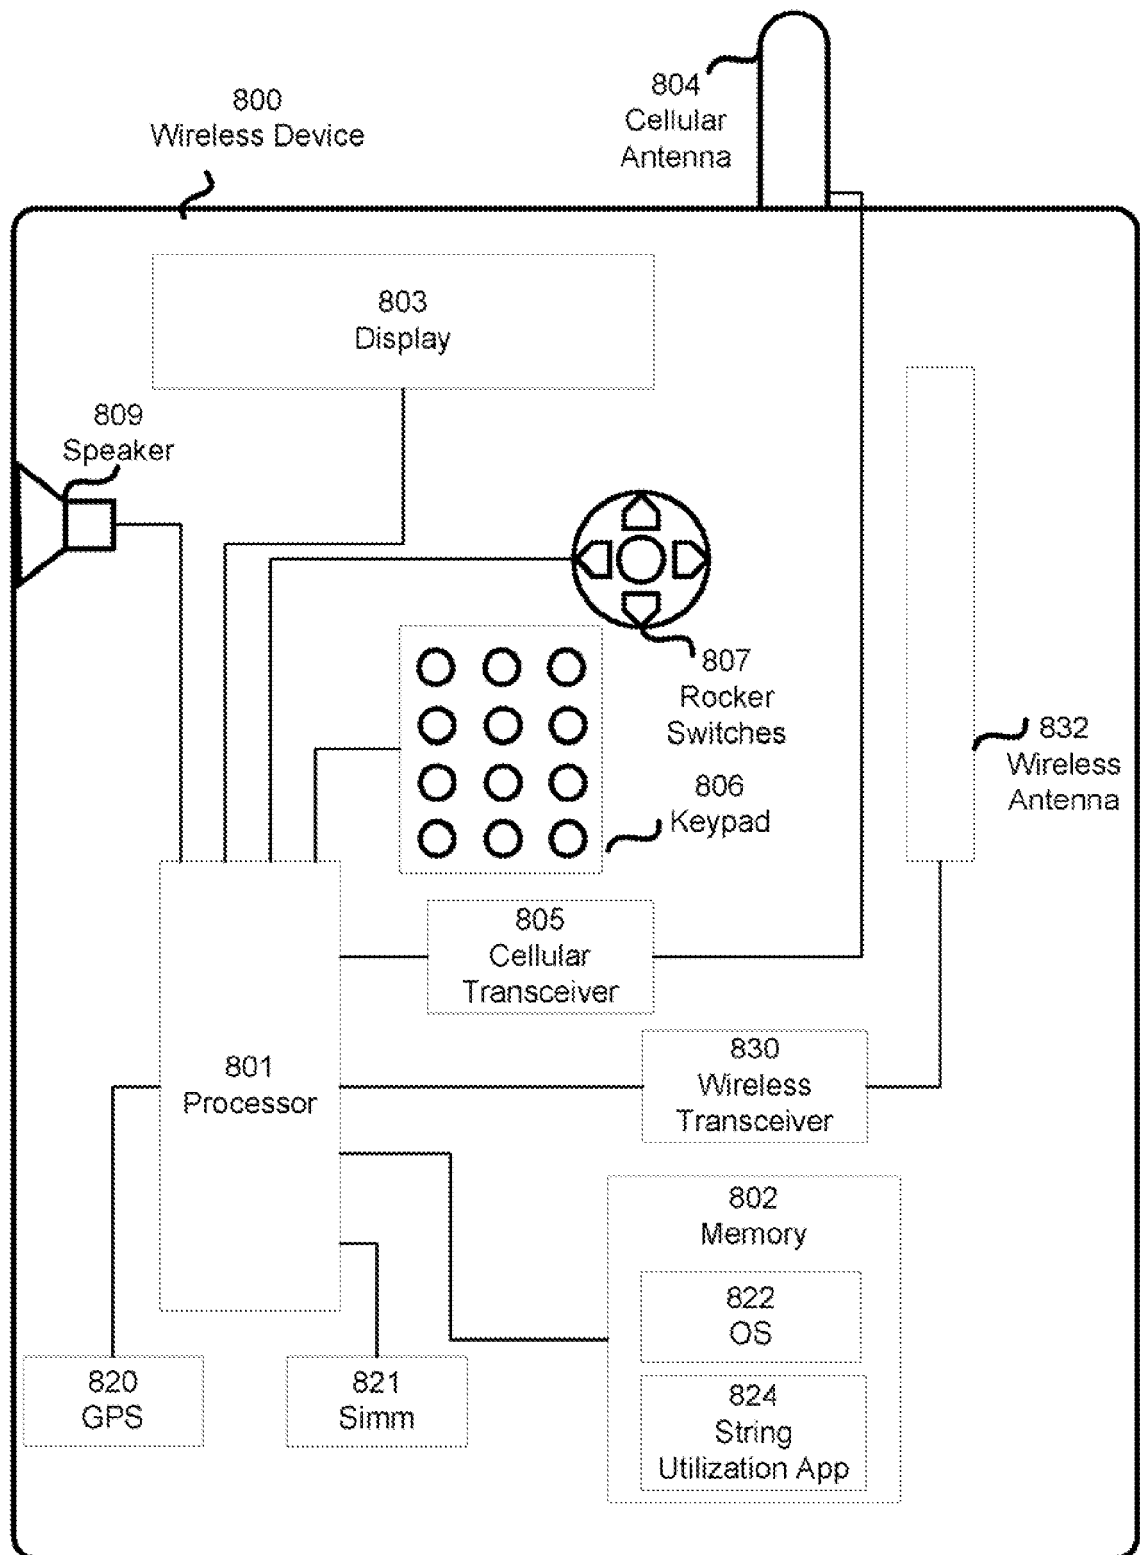 800
Wireless Device
804
Cellular
Antenna
803
Display
809
Speaker
807
Rocker
Switches
832
Wireless
Antenna
806
Keypad
805
Cellular
Transceiver
801
Processor
830
Wireless
Transceiver
802
Memory
822
OS
820
GPS
821
Simm
824
String
Utilization App